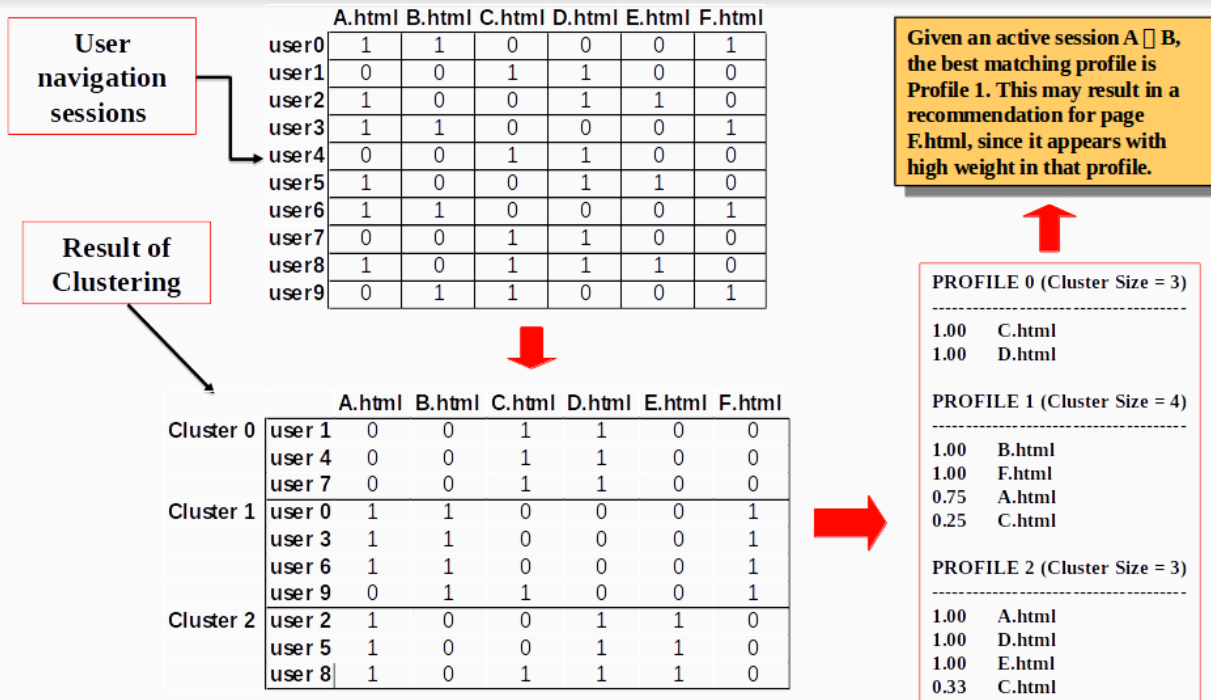 User
navigation
sessions
A.html B.html C.html D.html E.html F.html
user0 1 1 0 0 0 1
user1 0 0 1 1 0 0
user2 1 0 0 1 1 0
user3 1 1 0 0 0 1
user4 0 0 1 1 0 0
user5 1 0 0 1 1 0
user6 1 1 0 0 0 1
user7 0 0 1 1 0 0
user8 1 0 1 1 1 0
user9 0 1 1 0 0 1
Given an active session A □ B,
the best matching profile is
Profile 1. This may result in a
recommendation for page
F.html, since it appears with
high weight in that profile.
Result of
Clustering
A.html B.html C.html D.html E.html F.html
Cluster 0 user 1 0 0 1 1 0 0
user 4 0 0 1 1 0 0
user 7 0 0 1 1 0 0
Cluster 1 user 0 1 1 0 0 0 1
user 3 1 1 0 0 0 1
user 6 1 1 0 0 0 1
user 9 0 1 1 0 0 1
Cluster 2 user 2 1 0 0 1 1 0
user 5 1 0 0 1 1 0
user 8 1 0 1 1 1 0
PROFILE 0 (Cluster Size = 3)
--------------------------------------
1.00 C.html
1.00 D.html
PROFILE 1 (Cluster Size = 4)
--------------------------------------
1.00 B.html
1.00 F.html
0.75 A.html
0.25 C.html
PROFILE 2 (Cluster Size = 3)
--------------------------------------
1.00 A.html
1.00 D.html
1.00 E.html
0.33 C.html